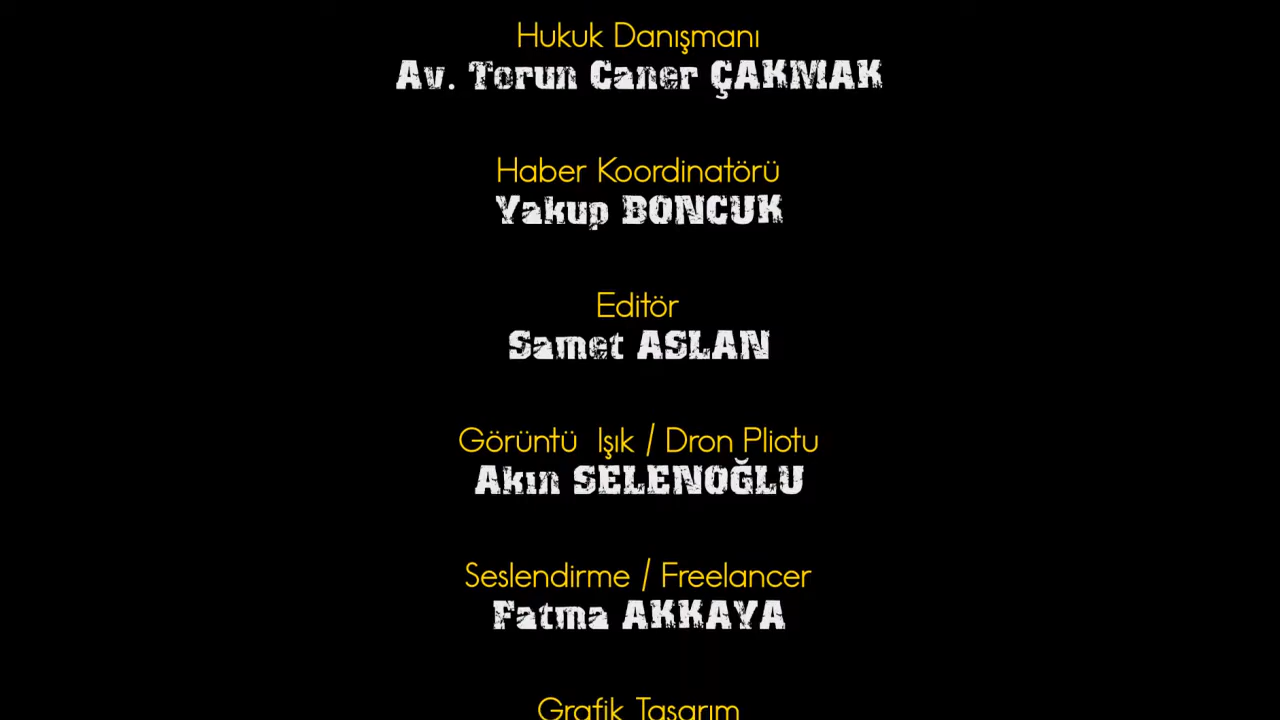 Hukuk Danışmanı
Av. Torun Caner ÇAKMAK
Haber Koordinatörü
Yakup BONCUK
Editör
Samet ASLAN
Görüntü Işık / Dron Pliotu
Akın SELENOĞLU
Seslendirme / Freelancer
Fatma AKKAYA
Grafik Tasarım